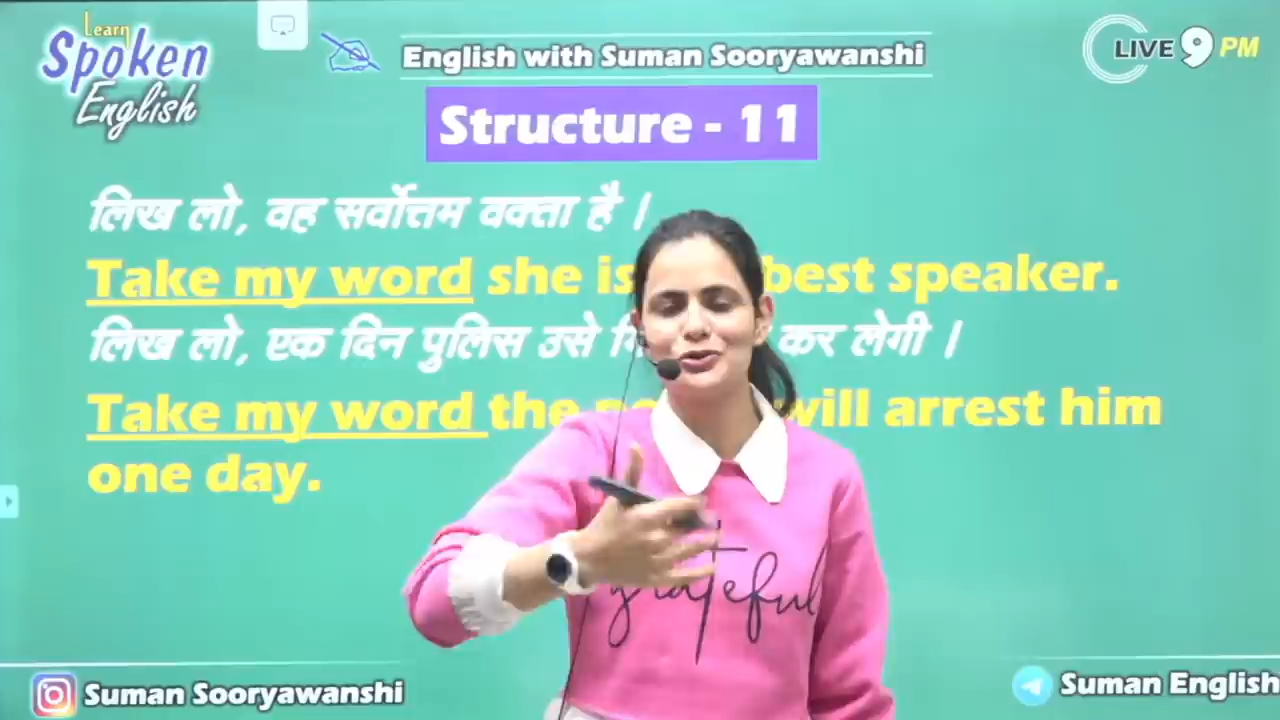 Learn
Spoken
English
English with Suman Sooryawanshi
LIVE 9 PM
Structure - 11
लिख लो, वह सर्वोत्तम वक्ता है ।
Take my word she is best speaker.
लिख लो, एक दिन पुलिस उसे कर लेगी ।
Take my word the will arrest him
one day.
grateful
Suman Sooryawanshi
Suman English